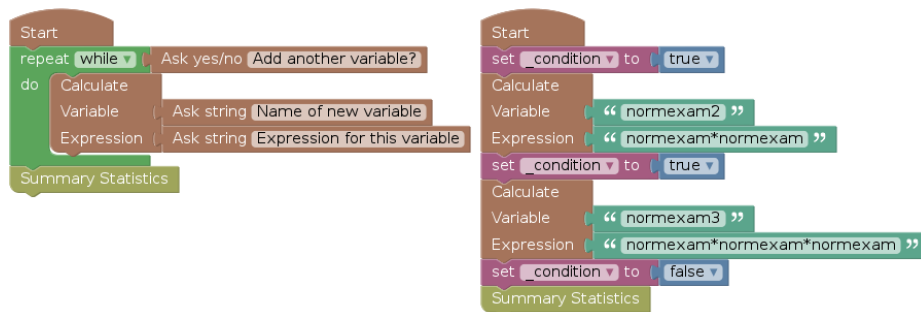 Start
repeat while ▾ Ask yes/no Add another variable?
do Calculate
Variable Ask string Name of new variable
Expression Ask string Expression for this variable
Summary Statistics
Start
set _condition ▾ to true ▾
Calculate
Variable “ normexam2 ”
Expression “ normexam*normexam ”
set _condition ▾ to true ▾
Calculate
Variable “ normexam3 ”
Expression “ normexam*normexam*normexam ”
set _condition ▾ to false ▾
Summary Statistics